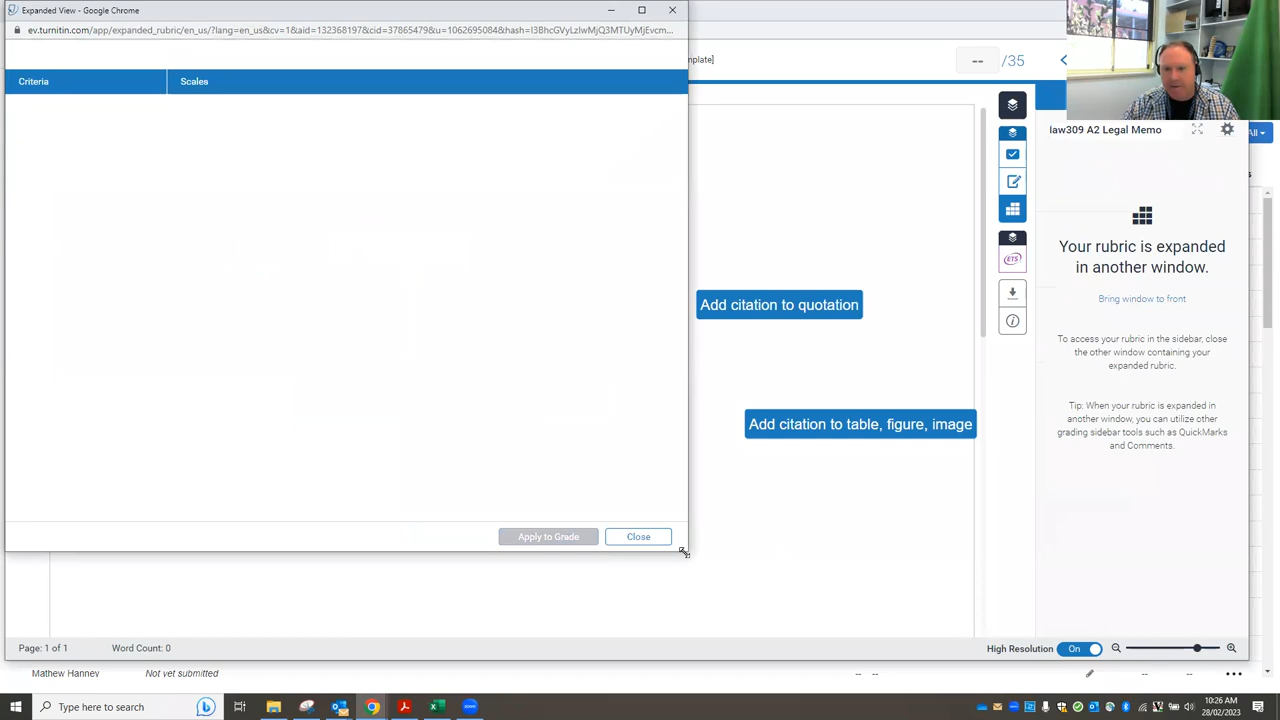 Expanded View - Google Chrome
ev.turnitin.com/app/expanded_rubric/en_us/?lang=en_us&cv=1&aid=132368197&cid=37865479&u=1062695084&hash=I3BhcGVyLzIwMjQ3MTUyMjEvcm...
mplate]
--
/35
Criteria
Scales
law309 A2 Legal Memo
All
Your rubric is expanded
in another window.
Bring window to front
ETS
Add citation to quotation
To access your rubric in the sidebar, close
the other window containing your
expanded rubric.
Tip: When your rubric is expanded in
another window, you can utilize other
grading sidebar tools such as QuickMarks
and Comments.
Add citation to table, figure, image
Apply to Grade
Close
Page: 1 of 1
Word Count: 0
High Resolution
On
Mathew Hanney
Not yet submitted
-- --
--
--
Type here to search
10:26 AM
28/02/2023